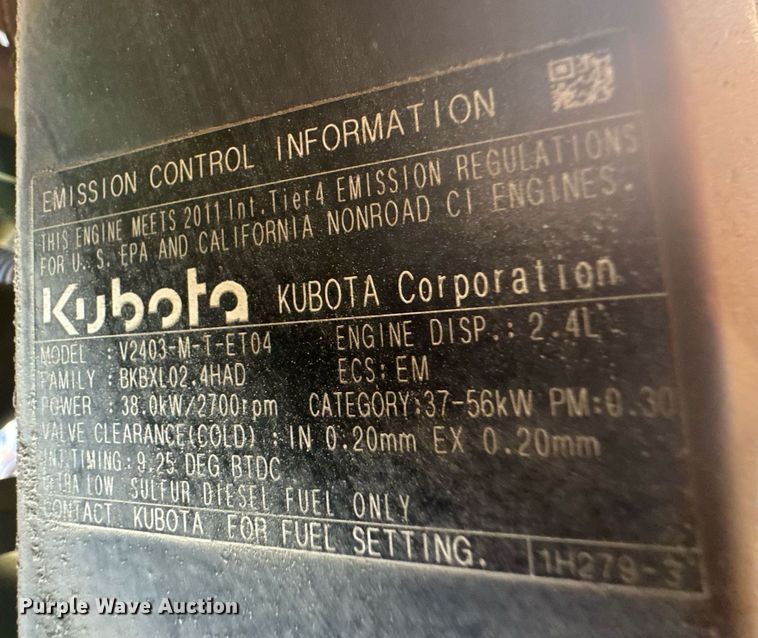 EMISSION CONTROL INFORMATION
THIS ENGINE MEETS 2011 Int.Tier4 EMISSION REGULATIONS
FOR U.S. EPA AND CALIFORNIA NONROAD CI ENGINES.
Kubota KUBOTA Corporation
MODEL : V2403-M-T-ET04 ENGINE DISP.: 2.4L
FAMILY : BKBXL02.4HAD ECS: EM
POWER : 38.0kW/2700rpm CATEGORY:37-56kW PM:0.30
VALVE CLEARANCE(COLD) : IN 0.20mm EX 0.20mm
INJ.TIMING: 9.25 DEG BTDC
ULTRA LOW SULFUR DIESEL FUEL ONLY
CONTACT KUBOTA FOR FUEL SETTING.
1H279-3
Purple Wave Auction